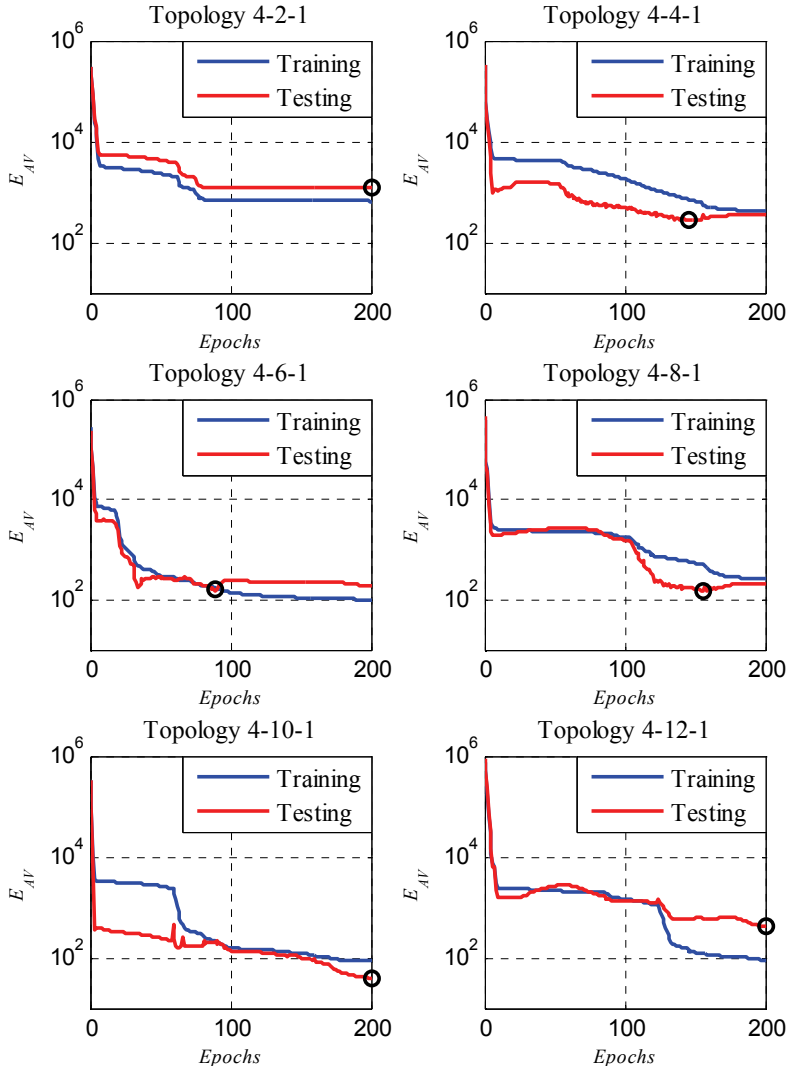 Topology 4-2-1
Topology 4-4-1
10^6
10^4
10^2
E_AV
Training
Testing
0
100
200
Epochs
10^6
10^4
10^2
E_AV
Training
Testing
0
100
200
Epochs
Topology 4-6-1
Topology 4-8-1
10^6
10^4
10^2
E_AV
Training
Testing
0
100
200
Epochs
10^6
10^4
10^2
E_AV
Training
Testing
0
100
200
Epochs
Topology 4-10-1
Topology 4-12-1
10^6
10^4
10^2
E_AV
Training
Testing
0
100
200
Epochs
10^6
10^4
10^2
E_AV
Training
Testing
0
100
200
Epochs